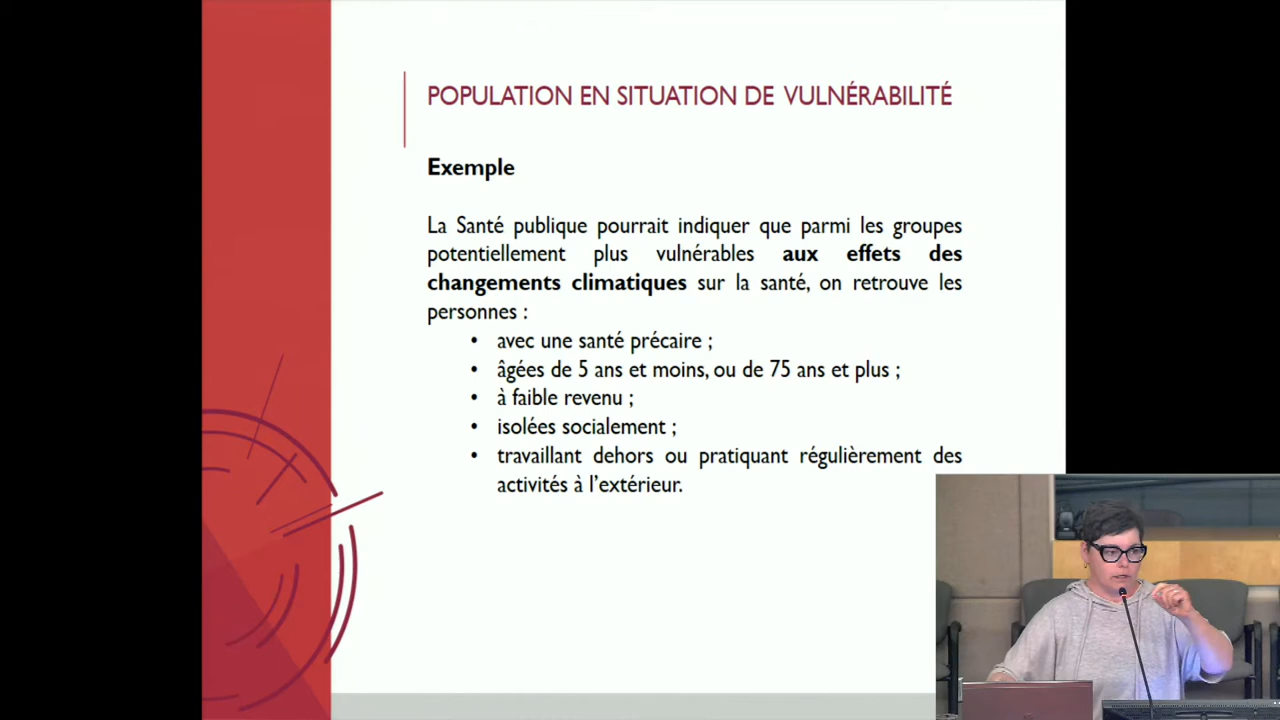 POPULATION EN SITUATION DE VULNÉRABILITÉ
Exemple
La Santé publique pourrait indiquer que parmi les groupes
potentiellement plus vulnérables aux effets des
changements climatiques sur la santé, on retrouve les
personnes :
• avec une santé précaire ;
• âgées de 5 ans et moins, ou de 75 ans et plus ;
• à faible revenu ;
• isolées socialement ;
• travaillant dehors ou pratiquant régulièrement des
activités à l’extérieur.